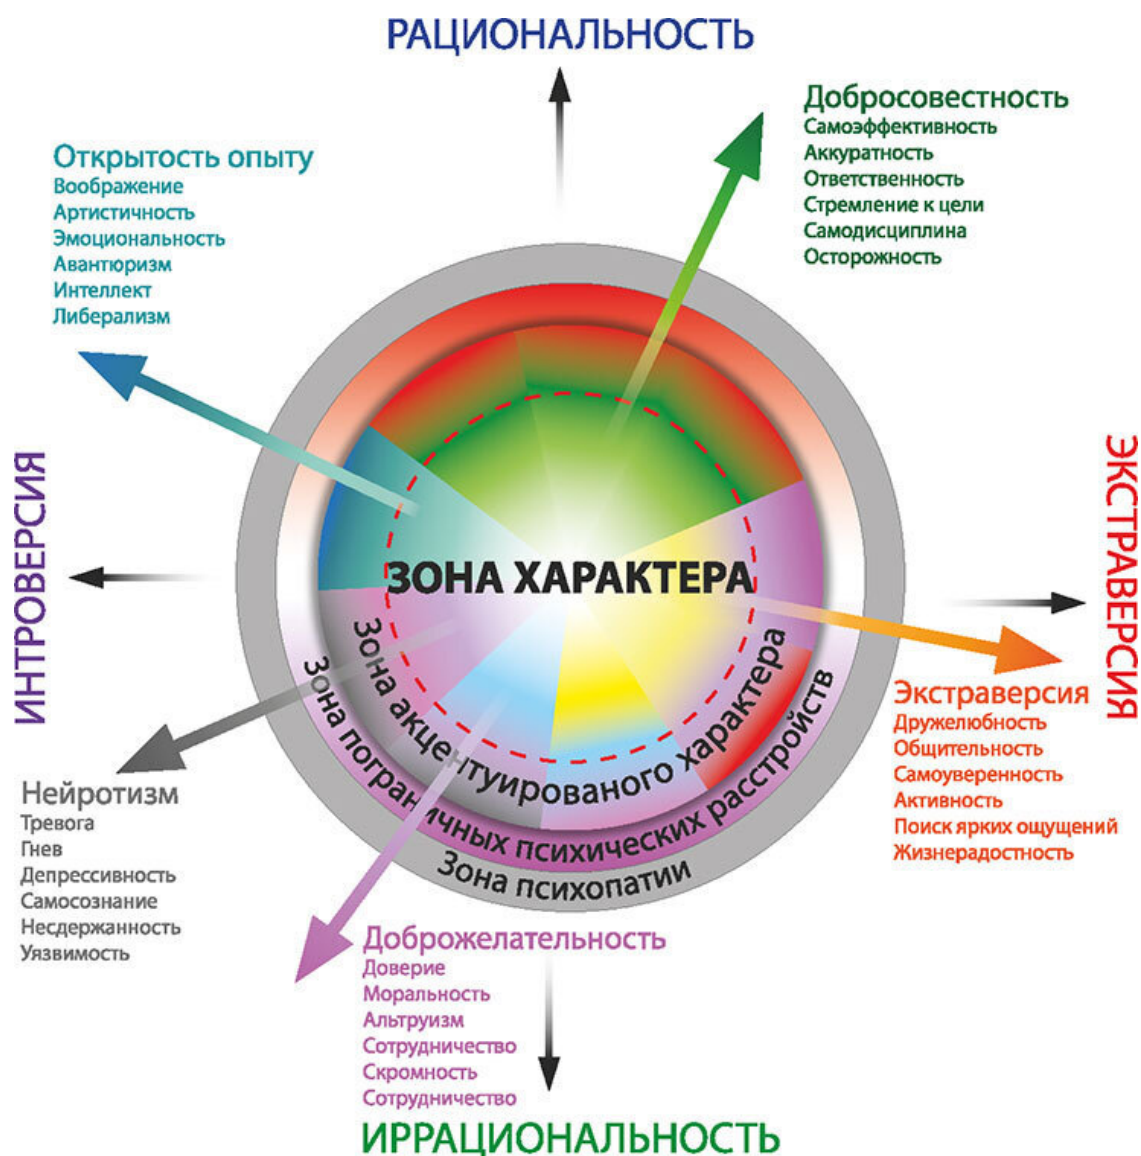 РАЦИОНАЛЬНОСТЬ
Добросовестность
Самоэффективность
Аккуратность
Ответственность
Стремление к цели
Самодисциплина
Осторожность
Открытость опыту
Воображение
Артистичность
Эмоциональность
Авантюризм
Интеллект
Либерализм
ИНТРОВЕРСИЯ
ЭКСТРАВЕРСИЯ
ЗОНА ХАРАКТЕРА
Зона акцентуированого характера
Зона пограничных психических расстройств
Зона психопатии
Экстраверсия
Дружелюбность
Общительность
Самоуверенность
Активность
Поиск ярких ощущений
Жизнерадостность
Нейротизм
Тревога
Гнев
Депрессивность
Самосознание
Несдержанность
Уязвимость
Доброжелательность
Доверие
Моральность
Альтруизм
Сотрудничество
Скромность
Сотрудничество
ИРРАЦИОНАЛЬНОСТЬ